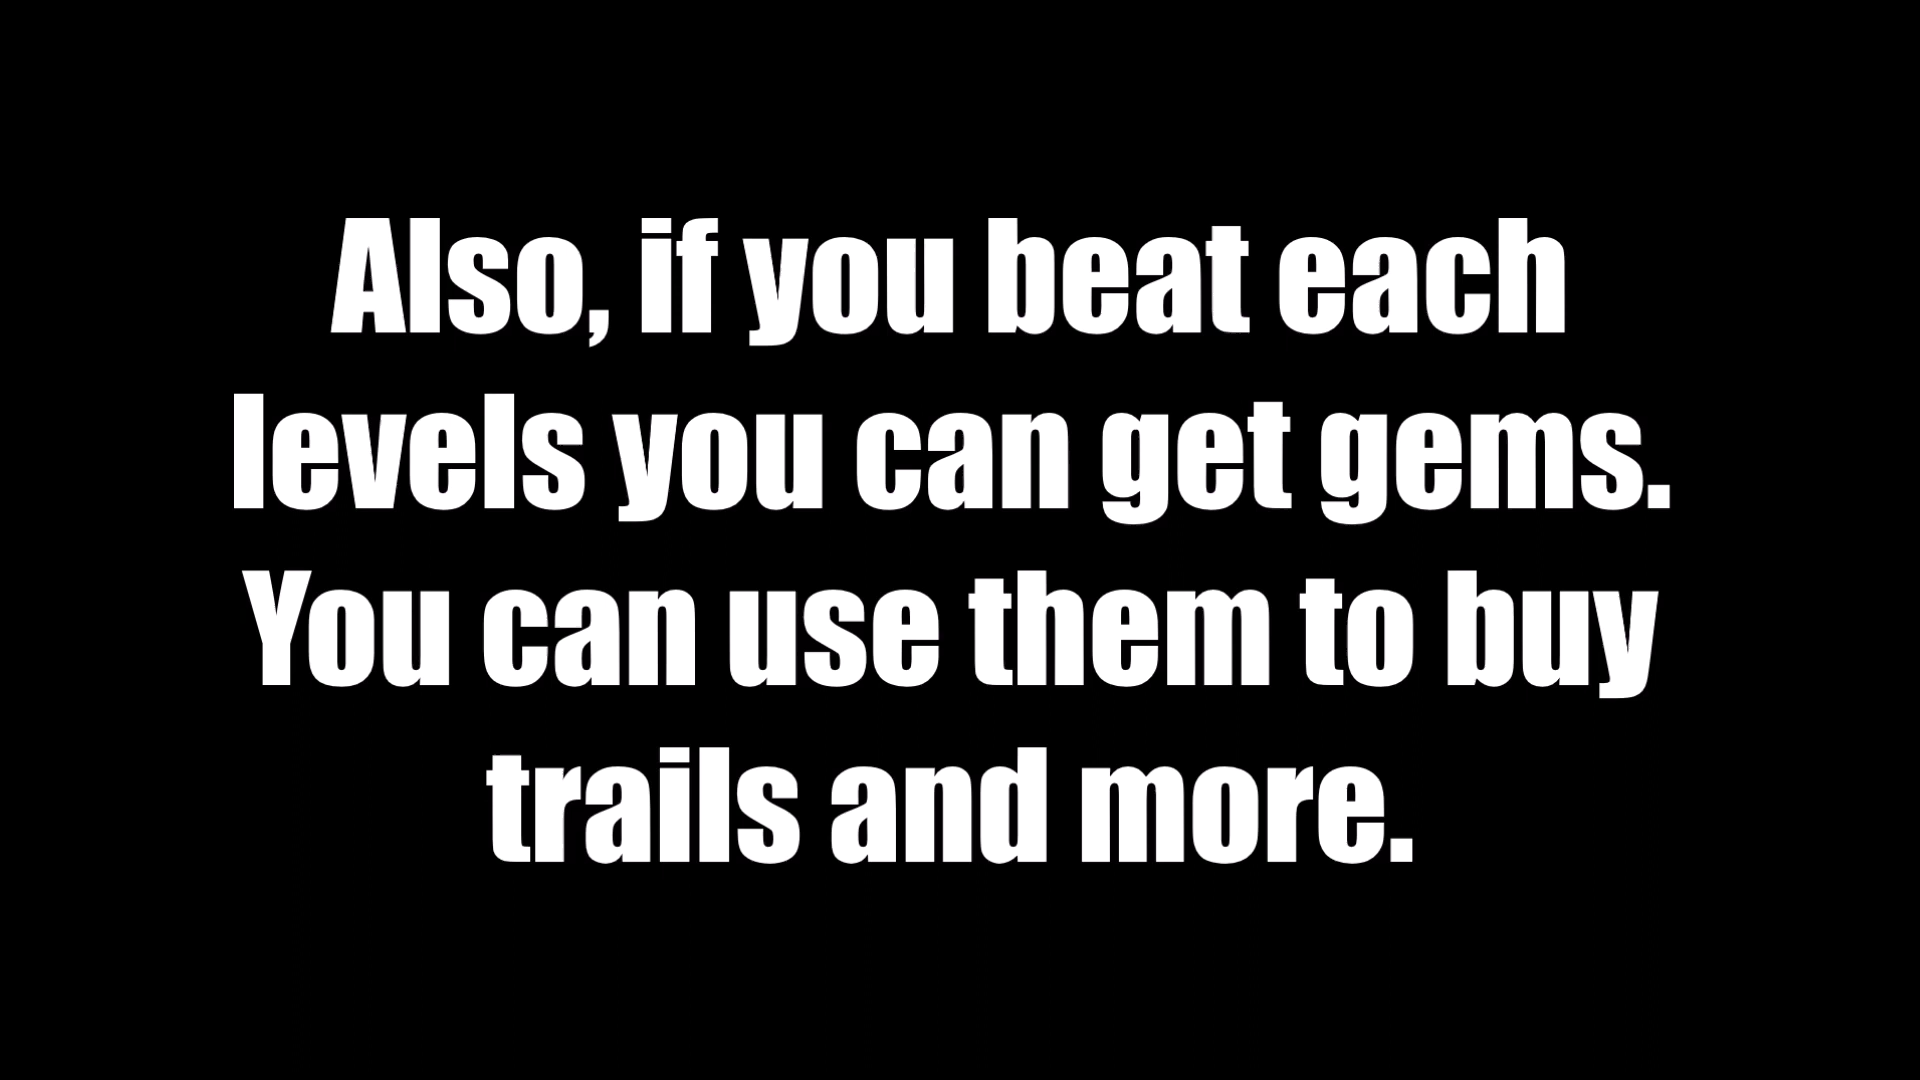 Also, if you beat each
levels you can get gems.
You can use them to buy
trails and more.